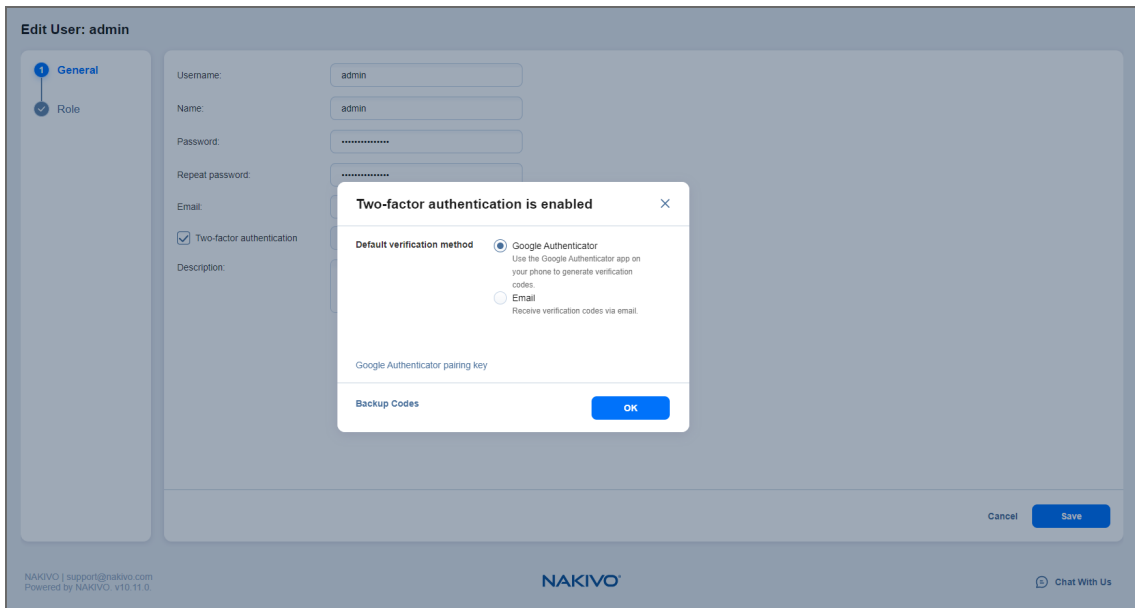 Edit User: admin
1 General
Role
Username: admin
Name: admin
Password: •••••••••••••••
Repeat password: •••••••••••••••
Email:
Two-factor authentication
Description:
Two-factor authentication is enabled
Default verification method
Google Authenticator
Use the Google Authenticator app on
your phone to generate verification
codes.
Email
Receive verification codes via email.
Google Authenticator pairing key
Backup Codes
OK
Cancel
Save
NAKIVO | support@nakivo.com
Powered by NAKIVO. v10.11.0.
NAKIVO
Chat With Us